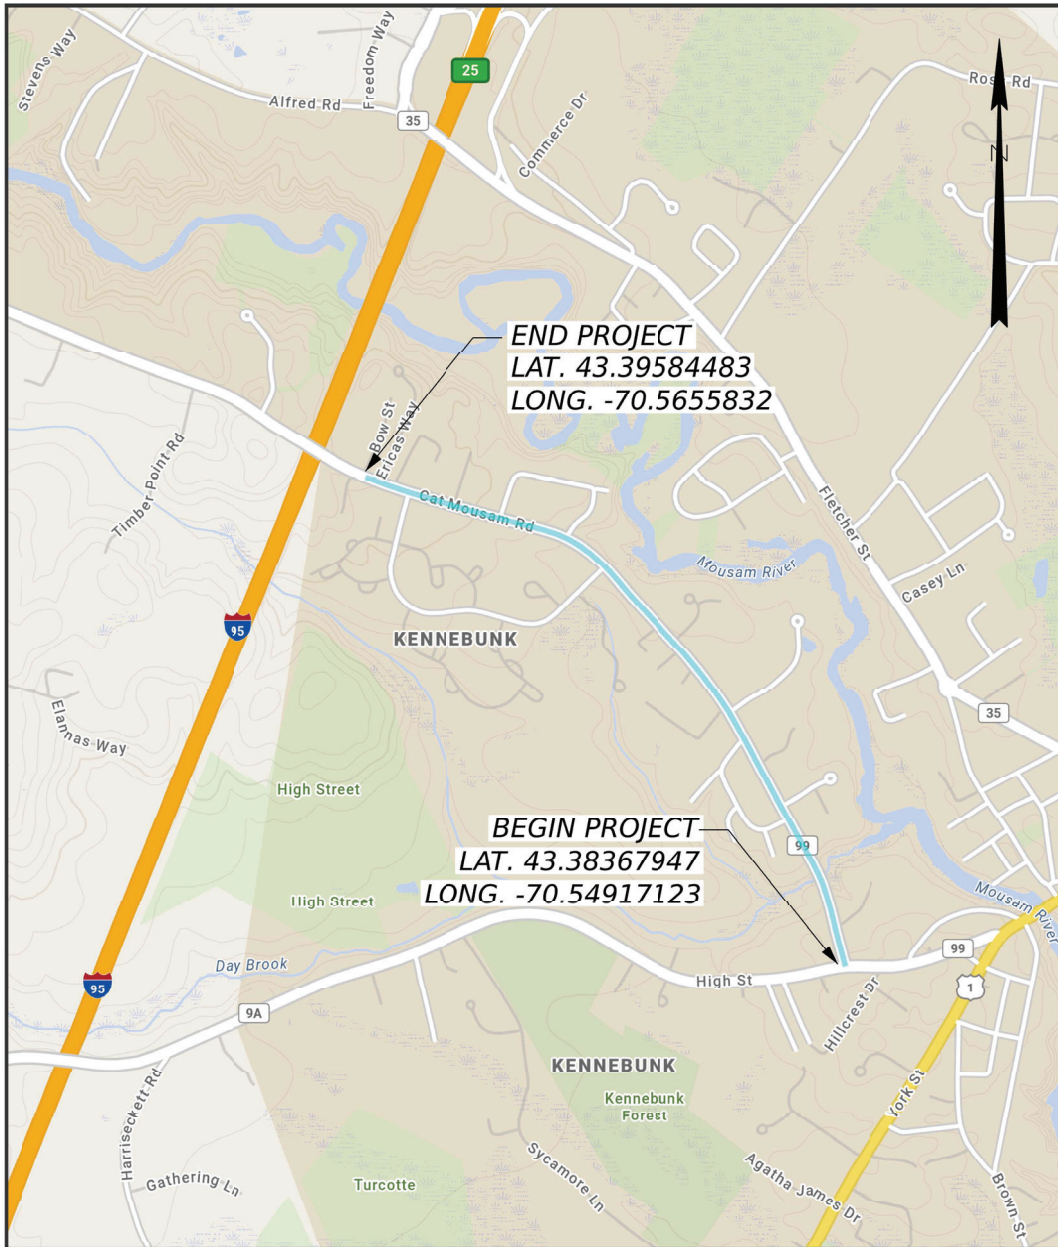 25
Stevens Way
Freedom Way
Alfred Rd
35
Commerce Dr
Rose Rd
N
END PROJECT
LAT. 43.39584483
LONG. -70.5655832
Bow St
Ericas Way
Timber Point Rd
Cat Mousam Rd
Fletcher St
Mousam River
Casey Ln
95
KENNEBUNK
Elannas Way
35
High Street
BEGIN PROJECT
LAT. 43.38367947
LONG. -70.54917123
99
High Street
Mousam River
Day Brook
99
95
High St
1
9A
Hillcrest Dr
KENNEBUNK
Kennebunk
Forest
York St
Harriseckett Rd
Gathering Ln
Turcotte
Sycamore Ln
Agatha James Dr
Brown St